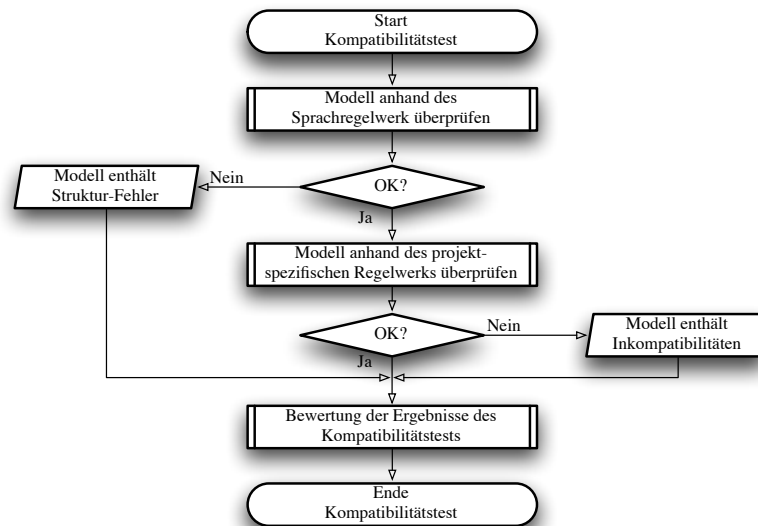 Start
Kompatibilitätstest
Modell anhand des
Sprachregelwerk überprüfen
Modell enthält
Struktur-Fehler
Nein
OK?
Ja
Modell anhand des projekt-
spezifischen Regelwerks überprüfen
OK?
Nein
Modell enthält
Inkompatibilitäten
Ja
Bewertung der Ergebnisse des
Kompatibilitätstests
Ende
Kompatibilitätstest